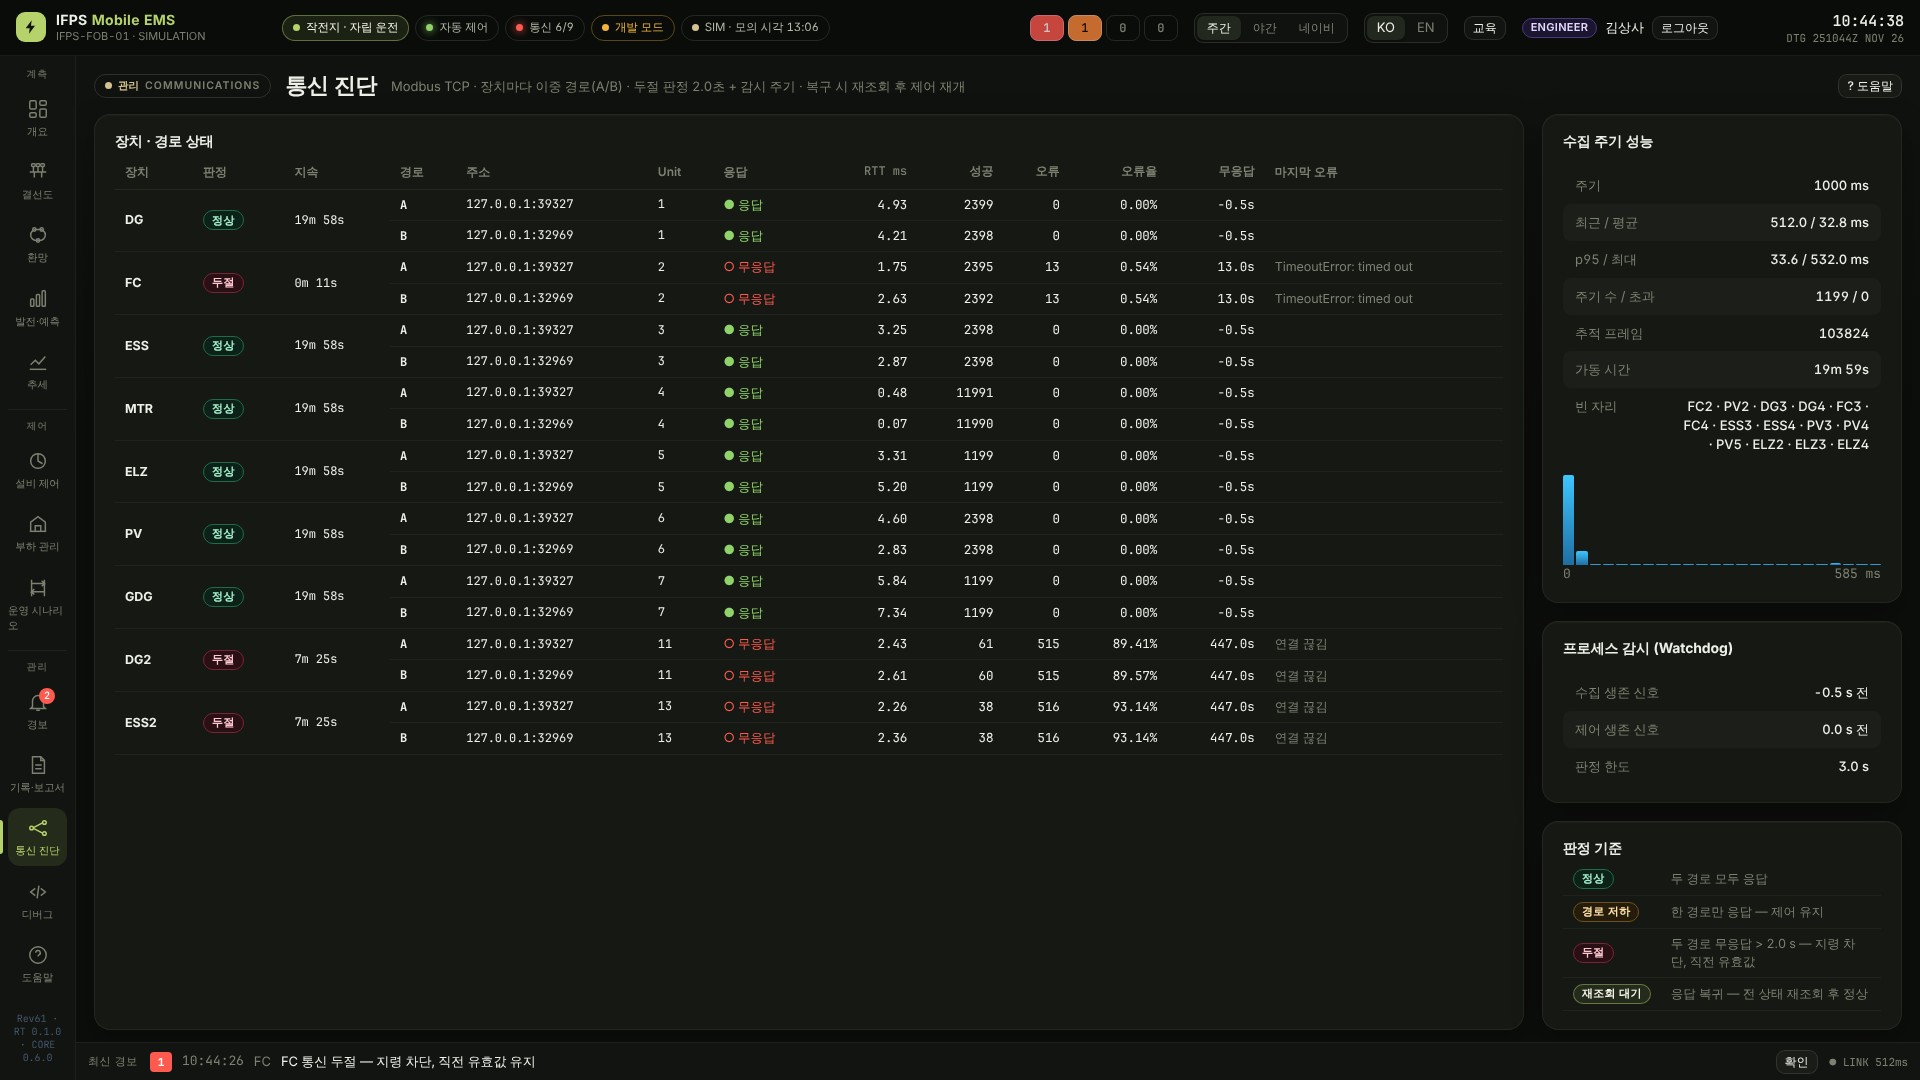 IFPS Mobile EMS
IFPS-FOB-01 · SIMULATION
작전지 · 자립 운전
자동 제어
통신 6/9
개발 모드
SIM · 모의 시각 13:06
1 1 0 0
주간 야간 네이비
KO EN
교육
ENGINEER 김상사 로그아웃
10:44:38
DTG 251044Z NOV 26
계측
개요
결선도
환망
발전·예측
추세
제어
설비 제어
부하 관리
운영 시나리
오
관리
2
경보
기록·보고서
통신 진단
디버그
도움말
Rev61 ·
RT 0.1.0
· CORE
0.6.0
관리 COMMUNICATIONS
통신 진단
Modbus TCP · 장치마다 이중 경로(A/B) · 두절 판정 2.0초 + 감시 주기 · 복구 시 재조회 후 제어 재개
? 도움말
장치 · 경로 상태
장치 판정 지속 경로 주소 Unit 응답 RTT ms 성공 오류 오류율 무응답 마지막 오류
DG 정상 19m 58s A 127.0.0.1:39327 1 응답 4.93 2399 0 0.00% -0.5s
B 127.0.0.1:32969 1 응답 4.21 2398 0 0.00% -0.5s
FC 두절 0m 11s A 127.0.0.1:39327 2 무응답 1.75 2395 13 0.54% 13.0s TimeoutError: timed out
B 127.0.0.1:32969 2 무응답 2.63 2392 13 0.54% 13.0s TimeoutError: timed out
ESS 정상 19m 58s A 127.0.0.1:39327 3 응답 3.25 2398 0 0.00% -0.5s
B 127.0.0.1:32969 3 응답 2.87 2398 0 0.00% -0.5s
MTR 정상 19m 58s A 127.0.0.1:39327 4 응답 0.48 11991 0 0.00% -0.5s
B 127.0.0.1:32969 4 응답 0.07 11990 0 0.00% -0.5s
ELZ 정상 19m 58s A 127.0.0.1:39327 5 응답 3.31 1199 0 0.00% -0.5s
B 127.0.0.1:32969 5 응답 5.20 1199 0 0.00% -0.5s
PV 정상 19m 58s A 127.0.0.1:39327 6 응답 4.60 2398 0 0.00% -0.5s
B 127.0.0.1:32969 6 응답 2.83 2398 0 0.00% -0.5s
GDG 정상 19m 58s A 127.0.0.1:39327 7 응답 5.84 1199 0 0.00% -0.5s
B 127.0.0.1:32969 7 응답 7.34 1199 0 0.00% -0.5s
DG2 두절 7m 25s A 127.0.0.1:39327 11 무응답 2.43 61 515 89.41% 447.0s 연결 끊김
B 127.0.0.1:32969 11 무응답 2.61 60 515 89.57% 447.0s 연결 끊김
ESS2 두절 7m 25s A 127.0.0.1:39327 13 무응답 2.26 38 516 93.14% 447.0s 연결 끊김
B 127.0.0.1:32969 13 무응답 2.36 38 516 93.14% 447.0s 연결 끊김
수집 주기 성능
주기 1000 ms
최근 / 평균 512.0 / 32.8 ms
p95 / 최대 33.6 / 532.0 ms
주기 수 / 초과 1199 / 0
추적 프레임 103824
가동 시간 19m 59s
빈 자리 FC2 · PV2 · DG3 · DG4 · FC3 ·
FC4 · ESS3 · ESS4 · PV3 · PV4
· PV5 · ELZ2 · ELZ3 · ELZ4
0 585 ms
프로세스 감시 (Watchdog)
수집 생존 신호 -0.5 s 전
제어 생존 신호 0.0 s 전
판정 한도 3.0 s
판정 기준
정상 두 경로 모두 응답
경로 저하 한 경로만 응답 — 제어 유지
두절 두 경로 무응답 > 2.0 s — 지령 차
단, 직전 유효값
재조회 대기 응답 복귀 — 전 상태 재조회 후 정상
최신 경보 1 10:44:26 FC FC 통신 두절 — 지령 차단, 직전 유효값 유지
확인
LINK 512ms